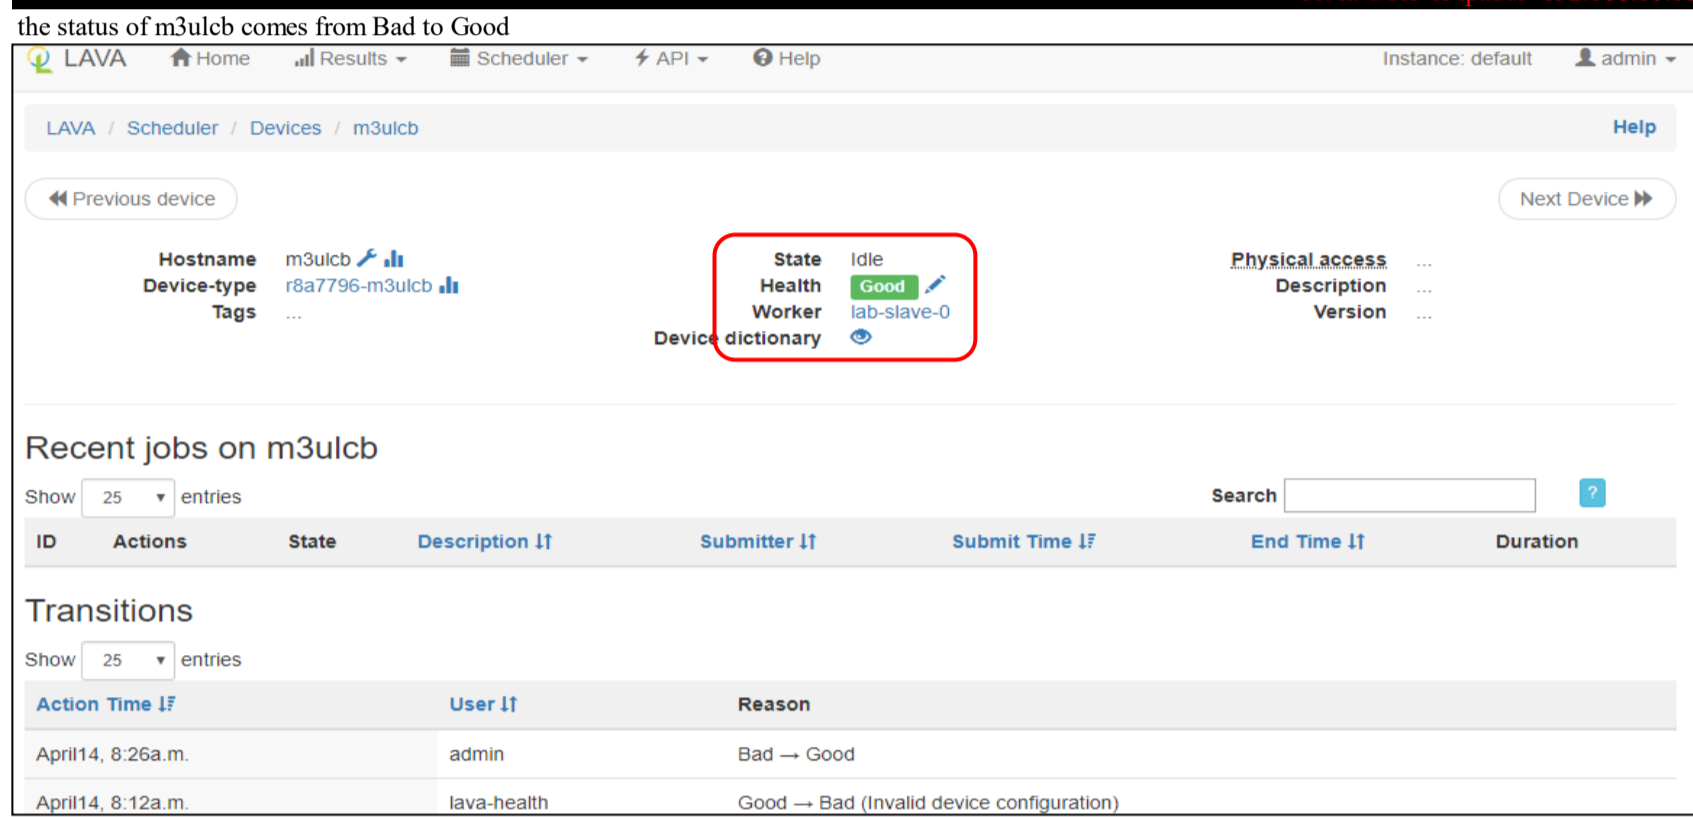 the status of m3ulcb comes from Bad to Good
LAVA Home Results Scheduler API Help Instance: default admin
LAVA / Scheduler / Devices / m3ulcb Help
Previous device Next Device
Hostname m3ulcb State Idle Physical access ...
Device-type r8a7796-m3ulcb Health Good Description ...
Tags ... Worker lab-slave-0 Version ...
Device dictionary
Recent jobs on m3ulcb
Show 25 entries Search ?
ID Actions State Description Submitter Submit Time End Time Duration
Transitions
Show 25 entries
Action Time User Reason
April14, 8:26a.m. admin Bad → Good
April14, 8:12a.m. lava-health Good → Bad (Invalid device configuration)